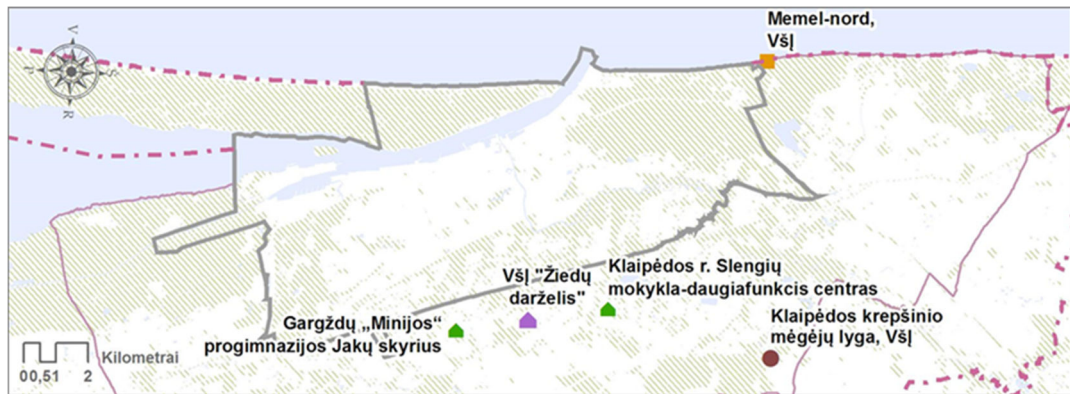 Memel-nord,
VšĮ
V
P
Š
R
VšĮ "Žiedų
darželis"
Klaipėdos r. Slengių
mokykla-daugiafunkcis centras
Gargždų „Minijos“
progimnazijos Jakų skyrius
Klaipėdos krepšinio
mėgėjų lyga, VšĮ
Kilometrai
00,51 2